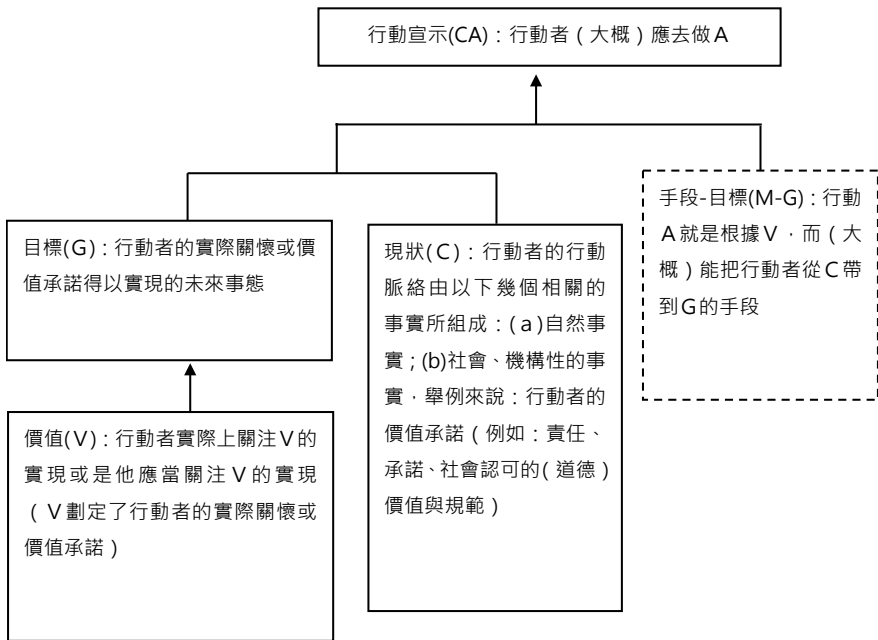 行動宣示(CA)：行動者（大概）應去做A
手段-目標(M-G)：行動
A就是根據V，而（大
概）能把行動者從C帶
到G的手段
目標(G)：行動者的實際關懷或價
值承諾得以實現的未來事態
現狀(C)：行動者的行動
脈絡由以下幾個相關的
事實所組成：(a)自然事
實；(b)社會、機構性的事
實，舉例來說：行動者的
價值承諾（例如：責任、
承諾、社會認可的（道德）
價值與規範）
價值(V)：行動者實際上關注V的
實現或是他應當關注V的實現
（V劃定了行動者的實際關懷或
價值承諾）